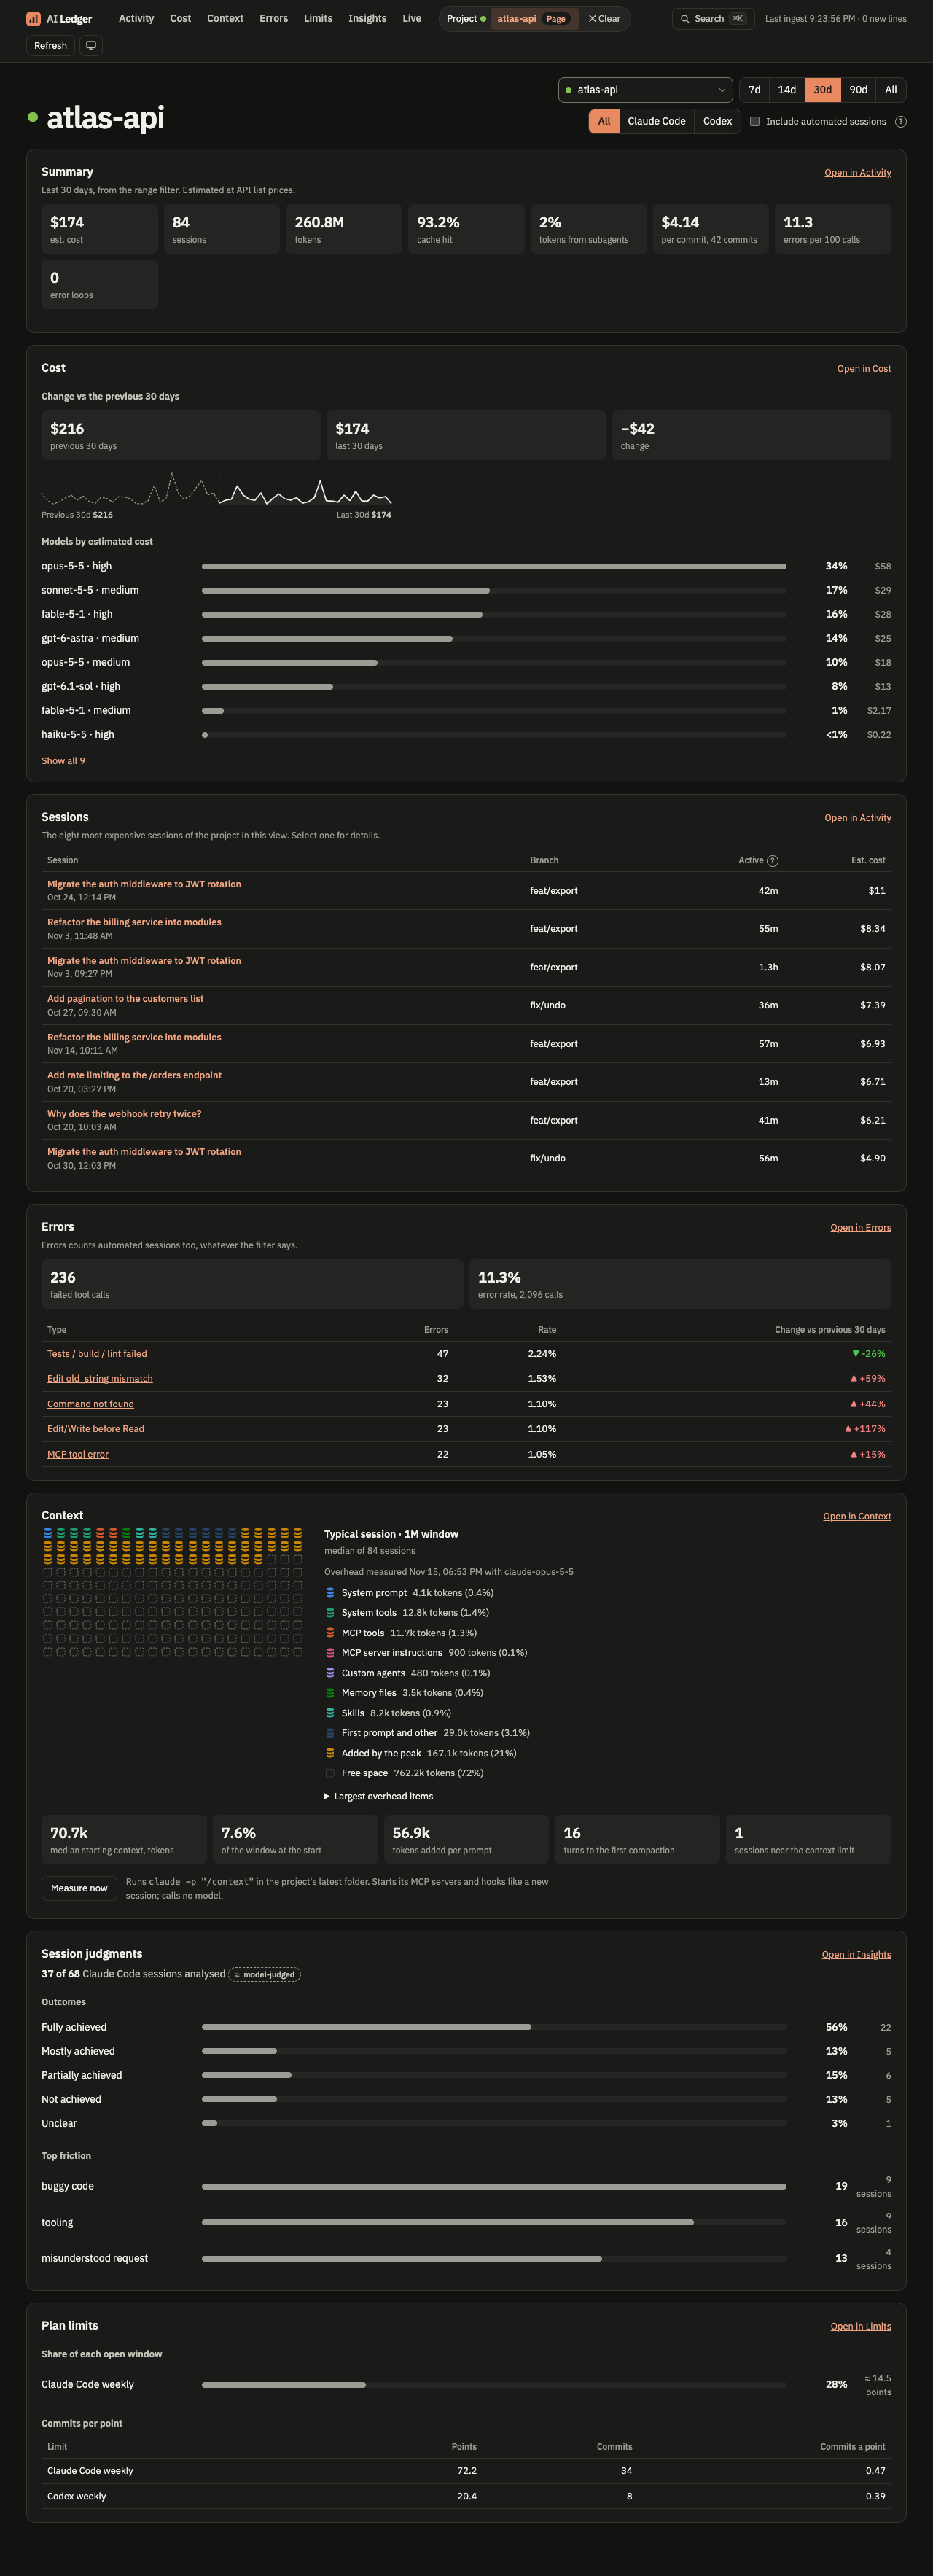 AI Ledger
Activity Cost Context Errors Limits Insights Live
Project atlas-api Page Clear
Search ⌘K
Last ingest 9:23:56 PM · 0 new lines
Refresh
atlas-api
atlas-api
7d 14d 30d 90d All
All Claude Code Codex
Include automated sessions ?
Summary
Open in Activity
Last 30 days, from the range filter. Estimated at API list prices.
$174
est. cost
84
sessions
260.8M
tokens
93.2%
cache hit
2%
tokens from subagents
$4.14
per commit, 42 commits
11.3
errors per 100 calls
0
error loops
Cost
Open in Cost
Change vs the previous 30 days
$216
previous 30 days
$174
last 30 days
−$42
change
Previous 30d $216
Last 30d $174
Models by estimated cost
opus-5-5 · high 34% $58
sonnet-5-5 · medium 17% $29
fable-5-1 · high 16% $28
gpt-6-astra · medium 14% $25
opus-5-5 · medium 10% $18
gpt-6.1-sol · high 8% $13
fable-5-1 · medium 1% $2.17
haiku-5-5 · high <1% $0.22
Show all 9
Sessions
Open in Activity
The eight most expensive sessions of the project in this view. Select one for details.
Session Branch Active ? Est. cost
Migrate the auth middleware to JWT rotation
Oct 24, 12:14 PM
feat/export 42m $11
Refactor the billing service into modules
Nov 3, 11:48 AM
feat/export 55m $8.34
Migrate the auth middleware to JWT rotation
Nov 3, 09:27 PM
feat/export 1.3h $8.07
Add pagination to the customers list
Oct 27, 09:30 AM
fix/undo 36m $7.39
Refactor the billing service into modules
Nov 14, 10:11 AM
feat/export 57m $6.93
Add rate limiting to the /orders endpoint
Oct 20, 03:27 PM
feat/export 13m $6.71
Why does the webhook retry twice?
Oct 20, 10:03 AM
feat/export 41m $6.21
Migrate the auth middleware to JWT rotation
Oct 30, 12:03 PM
fix/undo 56m $4.90
Errors
Open in Errors
Errors counts automated sessions too, whatever the filter says.
236
failed tool calls
11.3%
error rate, 2,096 calls
Type Errors Rate Change vs previous 30 days
Tests / build / lint failed 47 2.24% ▼ -26%
Edit old_string mismatch 32 1.53% ▲ +59%
Command not found 23 1.10% ▲ +44%
Edit/Write before Read 23 1.10% ▲ +117%
MCP tool error 22 1.05% ▲ +15%
Context
Open in Context
Typical session · 1M window
median of 84 sessions
Overhead measured Nov 15, 06:53 PM with claude-opus-5-5
System prompt 4.1k tokens (0.4%)
System tools 12.8k tokens (1.4%)
MCP tools 11.7k tokens (1.3%)
MCP server instructions 900 tokens (0.1%)
Custom agents 480 tokens (0.1%)
Memory files 3.5k tokens (0.4%)
Skills 8.2k tokens (0.9%)
First prompt and other 29.0k tokens (3.1%)
Added by the peak 167.1k tokens (21%)
Free space 762.2k tokens (72%)
▶ Largest overhead items
70.7k
median starting context, tokens
7.6%
of the window at the start
56.9k
tokens added per prompt
16
turns to the first compaction
1
sessions near the context limit
Measure now
Runs claude -p "/context" in the project's latest folder. Starts its MCP servers and hooks like a new
session; calls no model.
Session judgments
Open in Insights
37 of 68 Claude Code sessions analysed ≈ model-judged
Outcomes
Fully achieved 56% 22
Mostly achieved 13% 5
Partially achieved 15% 6
Not achieved 13% 5
Unclear 3% 1
Top friction
buggy code 19 9 sessions
tooling 16 9 sessions
misunderstood request 13 4 sessions
Plan limits
Open in Limits
Share of each open window
Claude Code weekly 28% ≈ 14.5 points
Commits per point
Limit Points Commits Commits a point
Claude Code weekly 72.2 34 0.47
Codex weekly 20.4 8 0.39